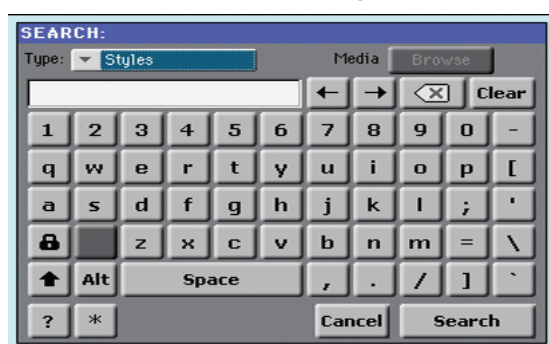 SEARCH:
Type: Styles Media Browse
← → Clear
1 2 3 4 5 6 7 8 9 0 -
q w e r t y u i o p [
a s d f g h j k l ; '
z x c v b n m = \
Alt Space , . / ] `
? * Cancel Search